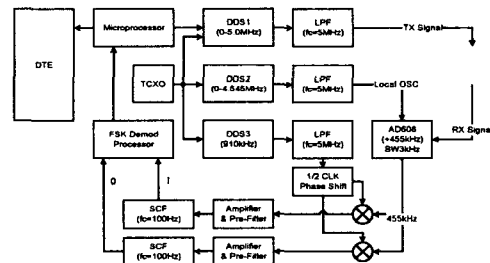 DTE
Microprocessor
DDS1
(0-5.0MHz)
LPF
(fc=5MHz)
TX Signal
TCXO
DDS2
(0-4.545MHz)
LPF
(fc=5MHz)
Local OSC
FSK Demod
Processor
DDS3
(910kHz)
LPF
(fc=5MHz)
AD608
(+455kHz)
BW3kHz
RX Signal
1/2 CLK
Phase Shift
Q
I
SCF
(fc=100Hz)
Amplifier
& Pre-Filter
455kHz
SCF
(fc=100Hz)
Amplifier
& Pre-Filter